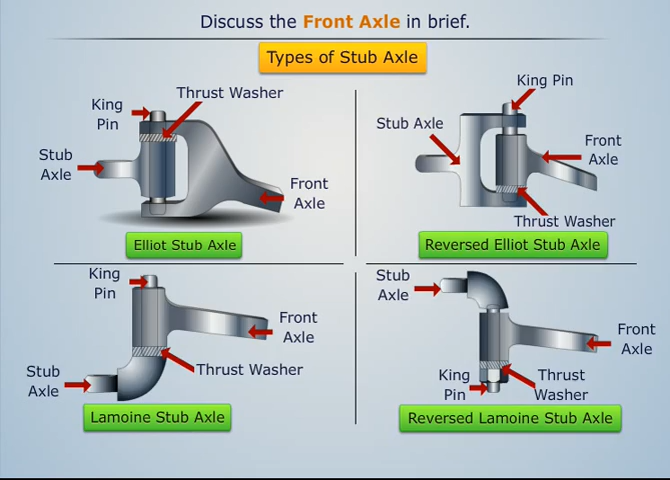 Discuss the Front Axle in brief.
Types of Stub Axle
Thrust Washer
King
Pin
Stub
Axle
Front
Axle
Elliot Stub Axle
King Pin
Stub Axle
Front
Axle
Thrust Washer
Reversed Elliot Stub Axle
King
Pin
Front
Axle
Stub
Axle
Thrust Washer
Lamoine Stub Axle
Stub
Axle
Front
Axle
King
Pin
Thrust
Washer
Reversed Lamoine Stub Axle